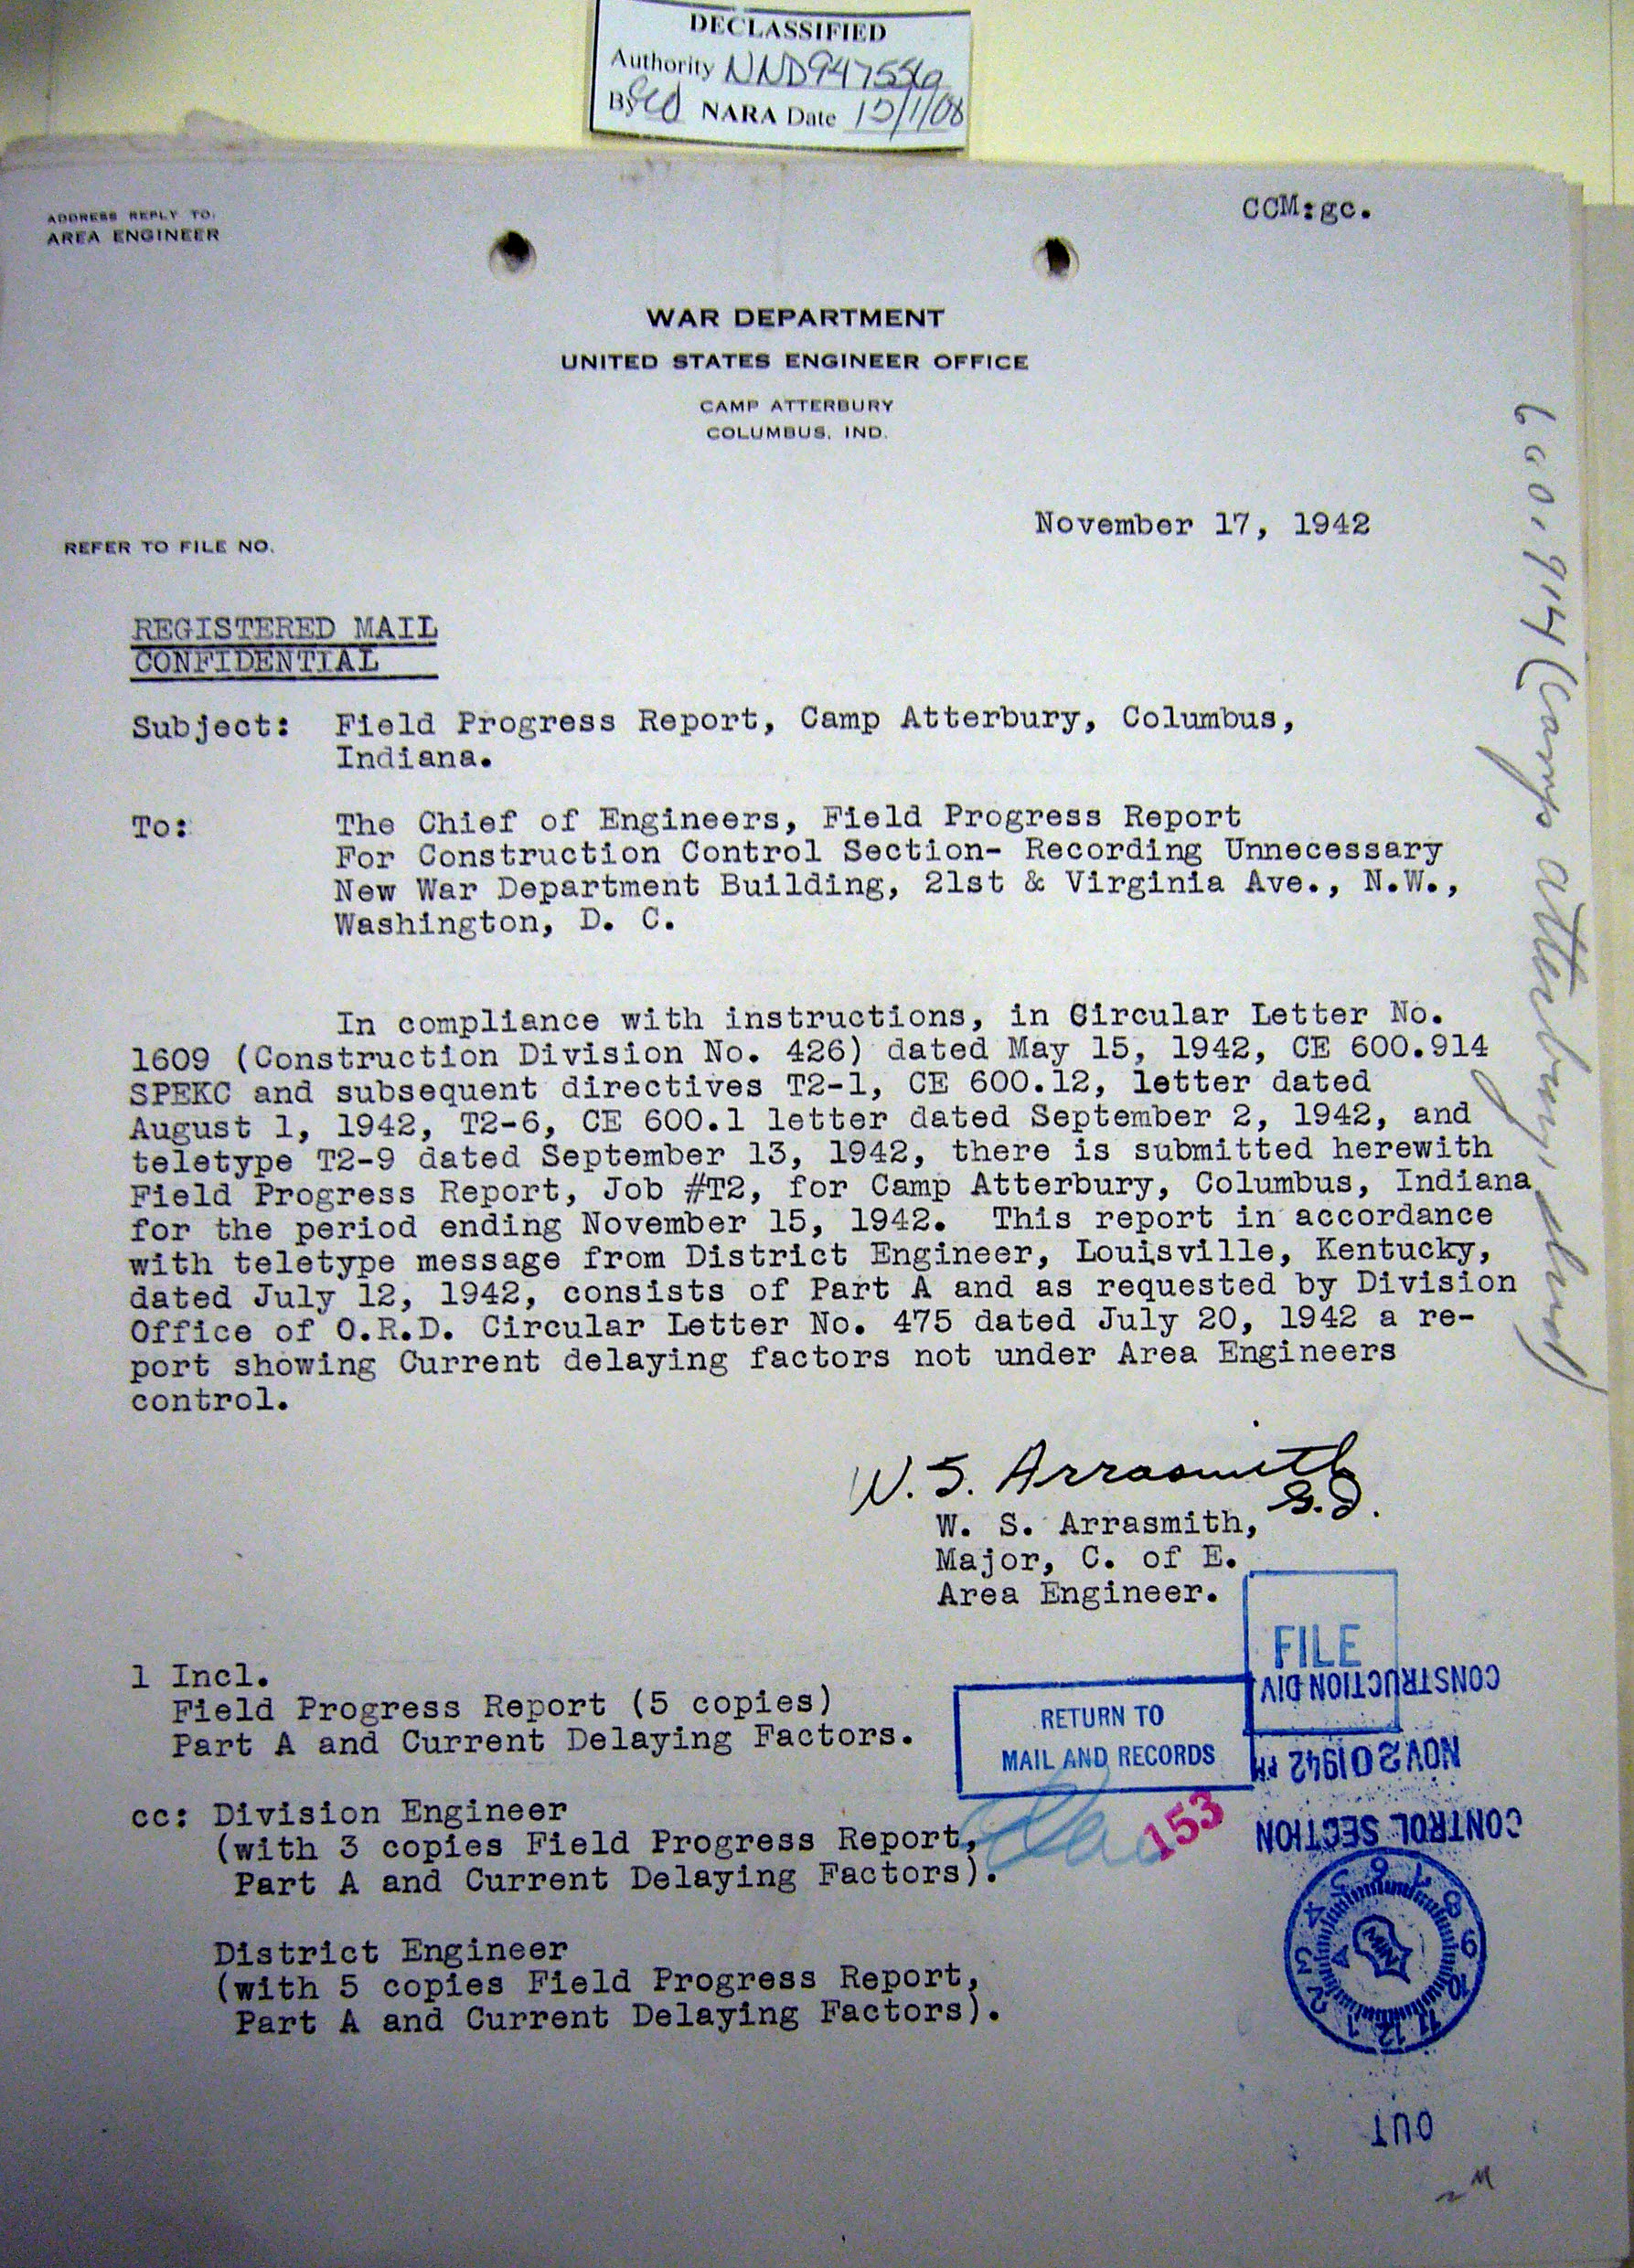 DECLASSIFIED
Authority NND947556
By NARA Date
CCM:gc.
ADDRESS REPLY TO:
AREA ENGINEER
WAR DEPARTMENT
UNITED STATES ENGINEER OFFICE
CAMP ATTERBURY
COLUMBUS, IND.
November 17, 1942
REFER TO FILE NO.
REGISTERED MAIL
CONFIDENTIAL
Subject: Field Progress Report, Camp Atterbury, Columbus,
Indiana.
To: The Chief of Engineers, Field Progress Report
For Construction Control Section- Recording Unnecessary
New War Department Building, 21st & Virginia Ave., N.W.,
Washington, D. C.
In compliance with instructions, in Circular Letter No.
1609 (Construction Division No. 426) dated May 15, 1942, CE 600.914
SPEKC and subsequent directives T2-1, CE 600.12, letter dated
August 1, 1942, T2-6, CE 600.1 letter dated September 2, 1942, and
teletype T2-9 dated September 13, 1942, there is submitted herewith
Field Progress Report, Job #T2, for Camp Atterbury, Columbus, Indiana
for the period ending November 15, 1942. This report in accordance
with teletype message from District Engineer, Louisville, Kentucky,
dated July 12, 1942, consists of Part A and as requested by Division
Office of O.R.D. Circular Letter No. 475 dated July 20, 1942 a re-
port showing Current delaying factors not under Area Engineers
control.
W. S. Arrasmith
W. S. Arrasmith,
Major, C. of E.
Area Engineer.
1 Incl.
Field Progress Report (5 copies)
Part A and Current Delaying Factors.
cc: Division Engineer
(with 3 copies Field Progress Report,
Part A and Current Delaying Factors).
District Engineer
(with 5 copies Field Progress Report,
Part A and Current Delaying Factors).
FILE
RETURN TO
MAIL AND RECORDS
153
CONSTRUCTION DIV
NOV 20 1942 PM
CONTROL SECTION
1 2 3 4 5 6 7 8 9 10 11 12
OUT
600.914 (Camp Atterbury,